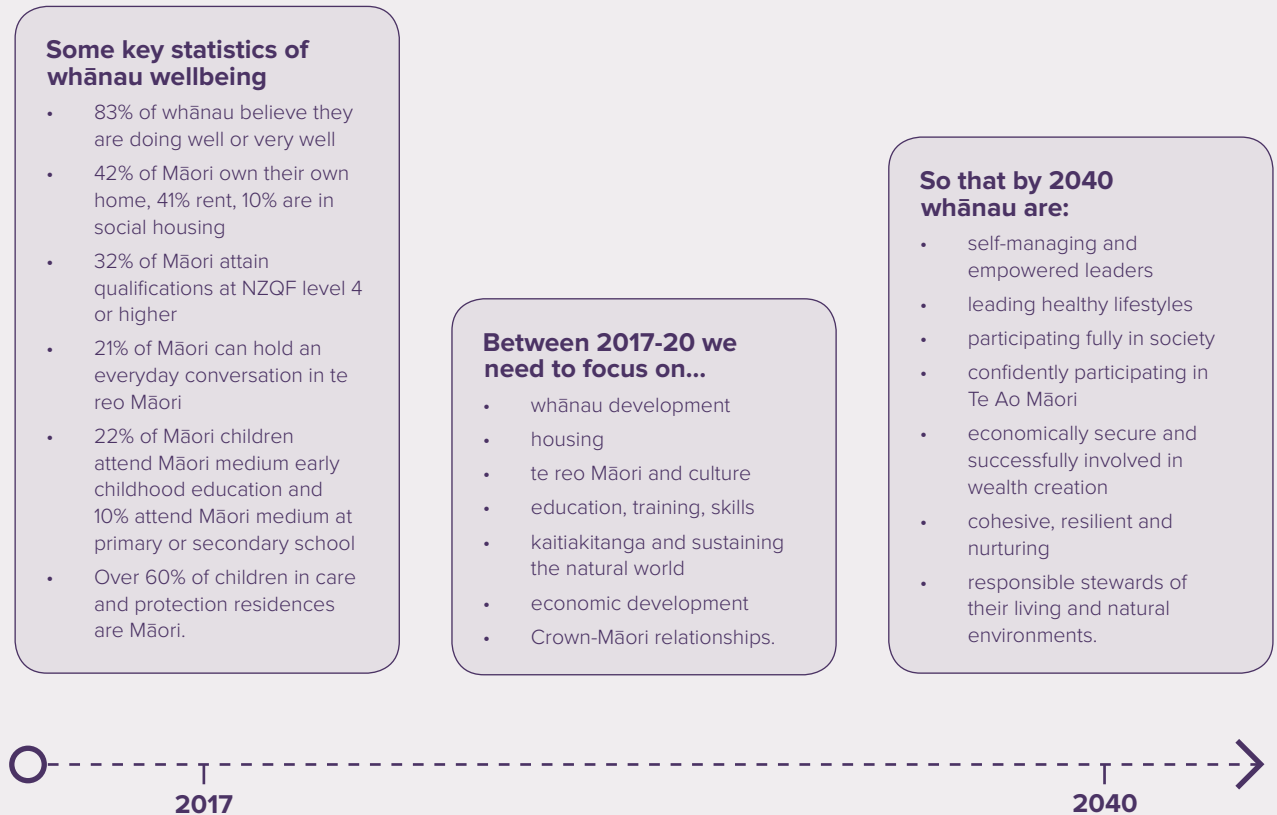 Some key statistics of
whānau wellbeing
• 83% of whānau believe they
are doing well or very well
• 42% of Māori own their own
home, 41% rent, 10% are in
social housing
• 32% of Māori attain
qualifications at NZQF level 4
or higher
• 21% of Māori can hold an
everyday conversation in te
reo Māori
• 22% of Māori children
attend Māori medium early
childhood education and
10% attend Māori medium at
primary or secondary school
• Over 60% of children in care
and protection residences
are Māori.
Between 2017-20 we
need to focus on...
• whānau development
• housing
• te reo Māori and culture
• education, training, skills
• kaitiakitanga and sustaining
the natural world
• economic development
• Crown-Māori relationships.
So that by 2040
whānau are:
• self-managing and
empowered leaders
• leading healthy lifestyles
• participating fully in society
• confidently participating in
Te Ao Māori
• economically secure and
successfully involved in
wealth creation
• cohesive, resilient and
nurturing
• responsible stewards of
their living and natural
environments.
2017
2040